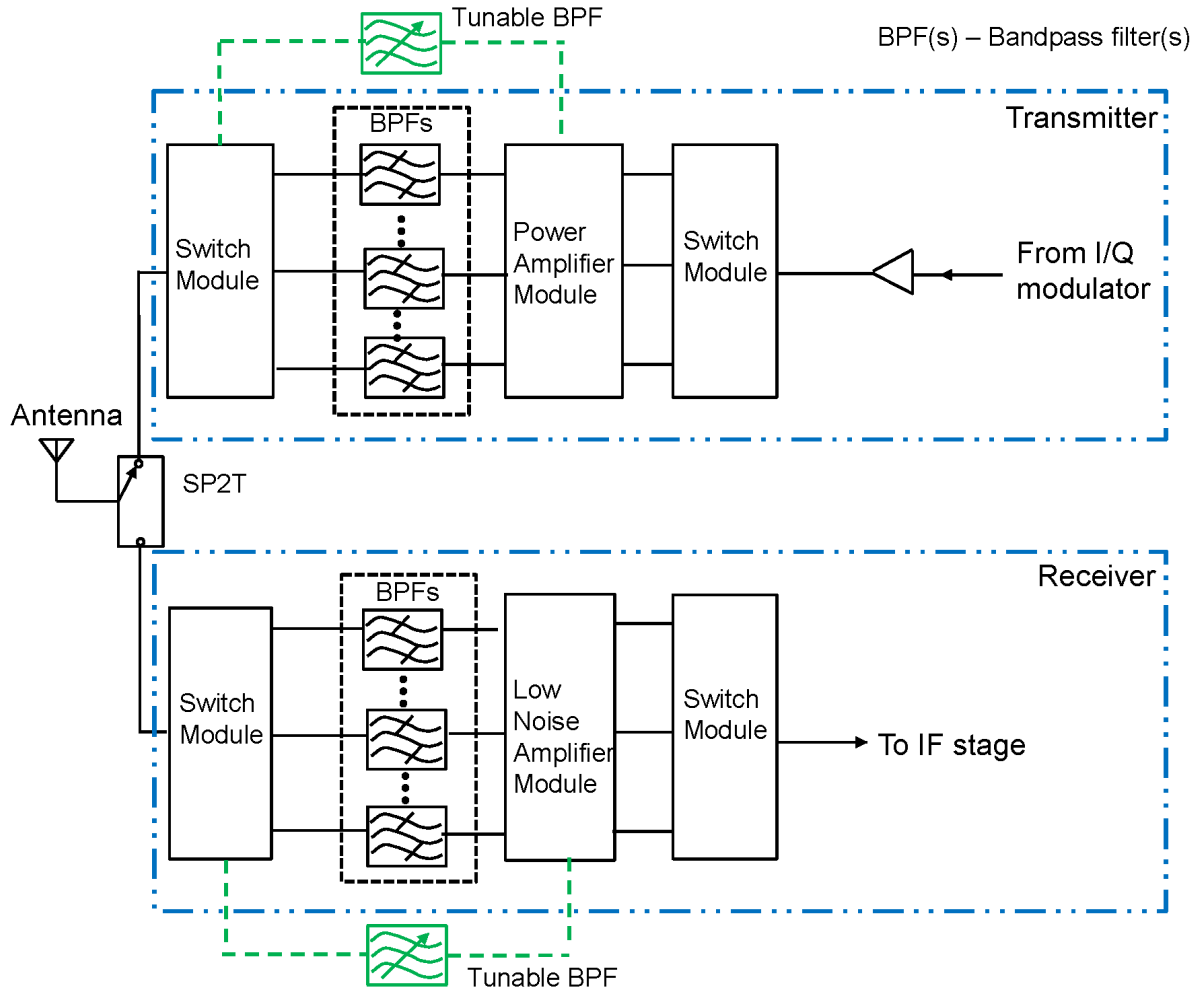 Tunable BPF
BPF(s) – Bandpass filter(s)
Transmitter
BPFs
Switch
Module
Power
Amplifier
Module
Switch
Module
From I/Q
modulator
Antenna
SP2T
Receiver
BPFs
Switch
Module
Low
Noise
Amplifier
Module
Switch
Module
To IF stage
Tunable BPF